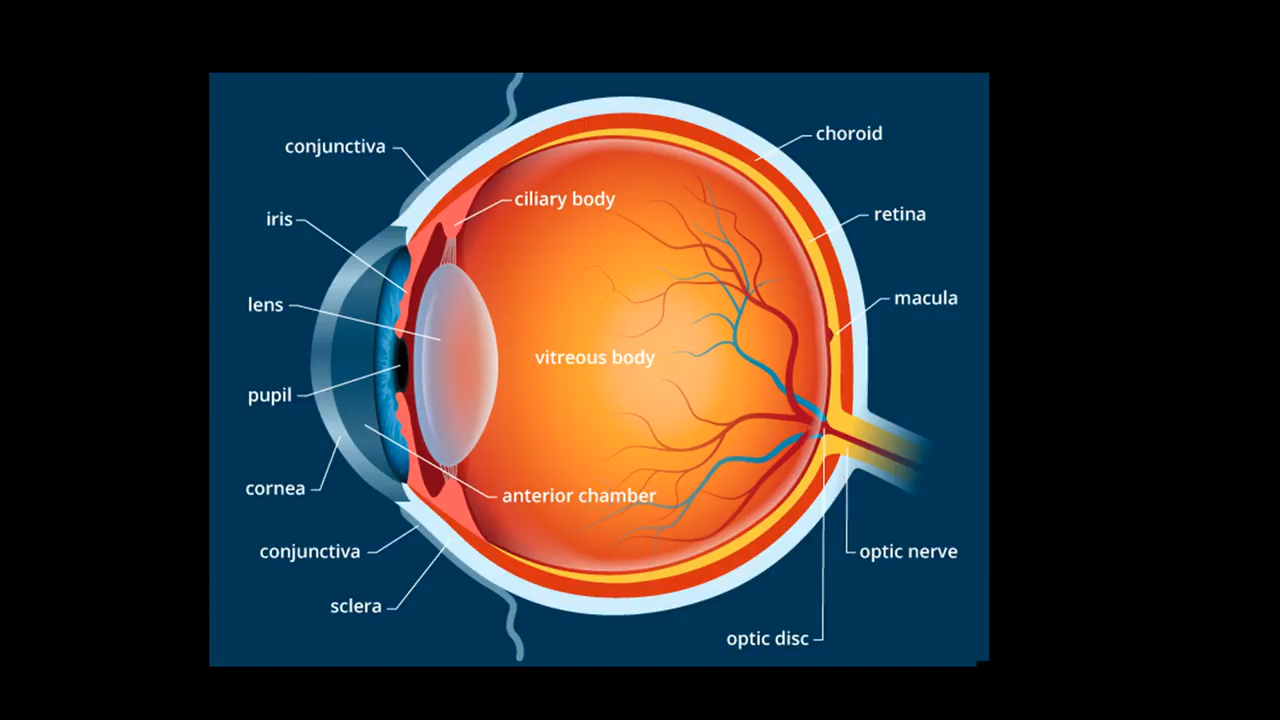 choroid
conjunctiva
ciliary body
retina
iris
macula
lens
vitreous body
pupil
cornea
anterior chamber
conjunctiva
optic nerve
sclera
optic disc